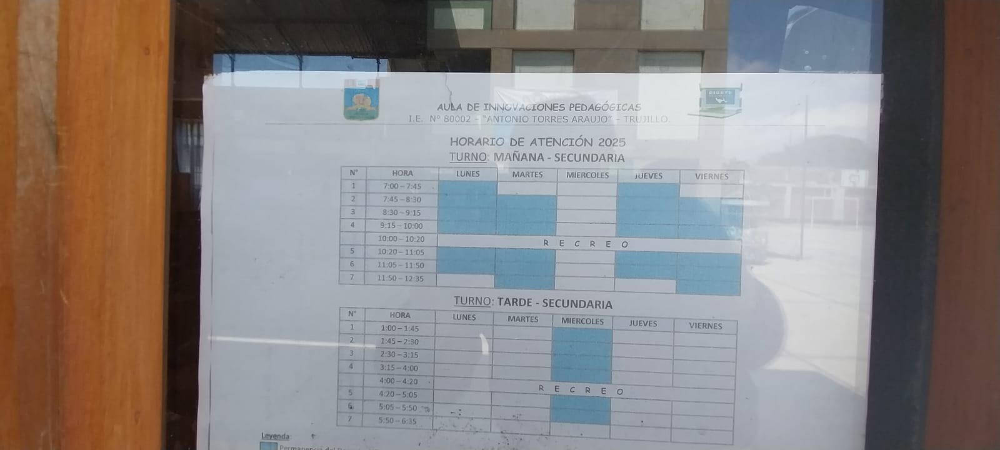 DIGETE
AULA DE INNOVACIONES PEDAGÓGICAS
I.E. N° 80002 - "ANTONIO TORRES ARAUJO" - TRUJILLO.
HORARIO DE ATENCIÓN 2025
TURNO: MAÑANA - SECUNDARIA
N° HORA LUNES MARTES MIERCOLES JUEVES VIERNES
1 7:00 – 7:45
2 7:45 – 8:30
3 8:30 – 9:15
4 9:15 – 10:00
10:00 – 10:20 R E C R E O
5 10:20 – 11:05
6 11:05 – 11:50
7 11:50 – 12:35
TURNO: TARDE - SECUNDARIA
N° HORA LUNES MARTES MIERCOLES JUEVES VIERNES
1 1:00 – 1:45
2 1:45 – 2:30
3 2:30 – 3:15
4 3:15 – 4:00
4:00 – 4:20 R E C R E O
5 4:20 – 5:05
6 5:05 – 5:50
7 5:50 – 6:35
Leyenda:
Permanencia del